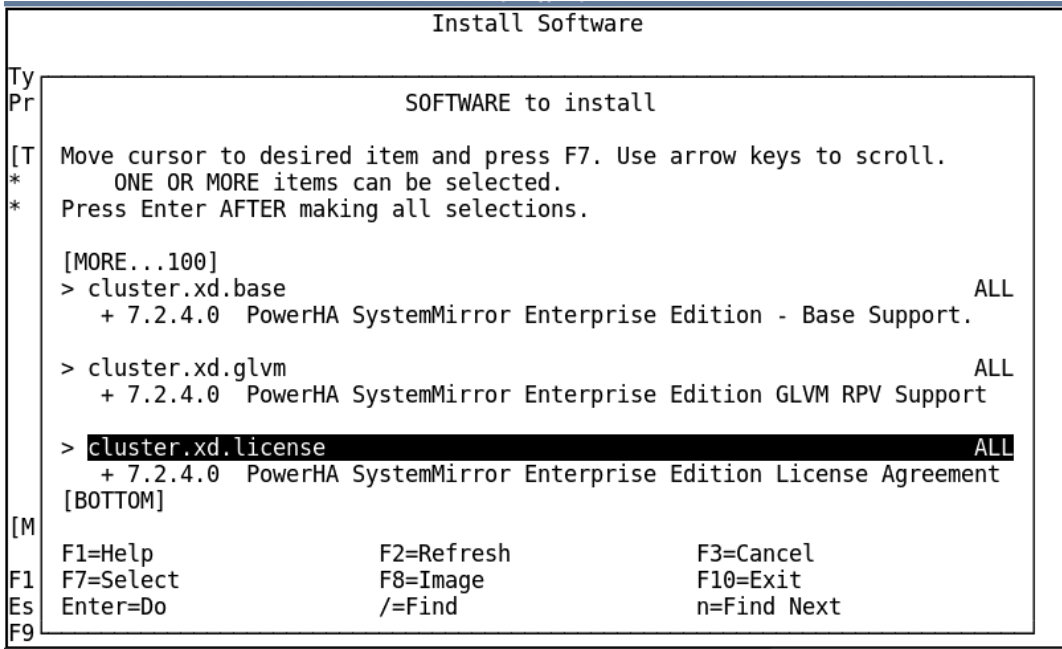 Install Software
Ty
Pr
SOFTWARE to install
[T
Move cursor to desired item and press F7. Use arrow keys to scroll.
*
ONE OR MORE items can be selected.
*
Press Enter AFTER making all selections.
[MORE...100]
> cluster.xd.base ALL
+ 7.2.4.0 PowerHA SystemMirror Enterprise Edition - Base Support.
> cluster.xd.glvm ALL
+ 7.2.4.0 PowerHA SystemMirror Enterprise Edition GLVM RPV Support
> cluster.xd.license ALL
+ 7.2.4.0 PowerHA SystemMirror Enterprise Edition License Agreement
[BOTTOM]
[M
F1=Help F2=Refresh F3=Cancel
F1
F7=Select F8=Image F10=Exit
Es
Enter=Do /=Find n=Find Next
F9